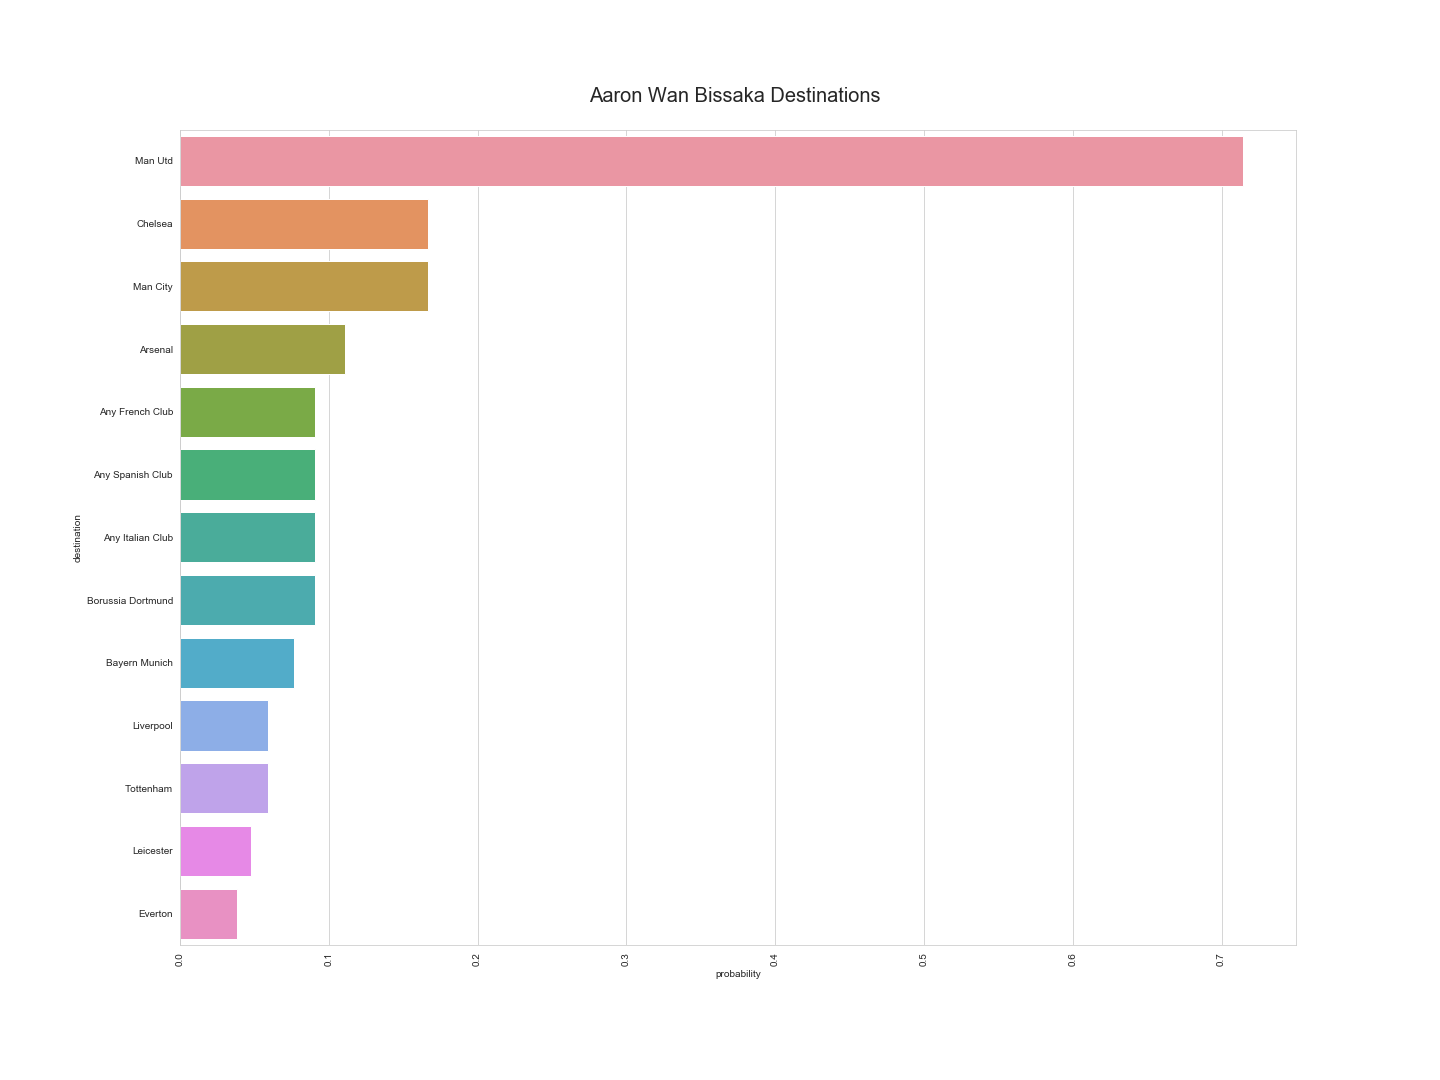 Aaron Wan Bissaka Destinations
Man Utd
Chelsea
Man City
Arsenal
Any French Club
Any Spanish Club
Any Italian Club
Borussia Dortmund
Bayern Munich
Liverpool
Tottenham
Leicester
Everton
destination
0.0
0.1
0.2
0.3
0.4
0.5
0.6
0.7
probability